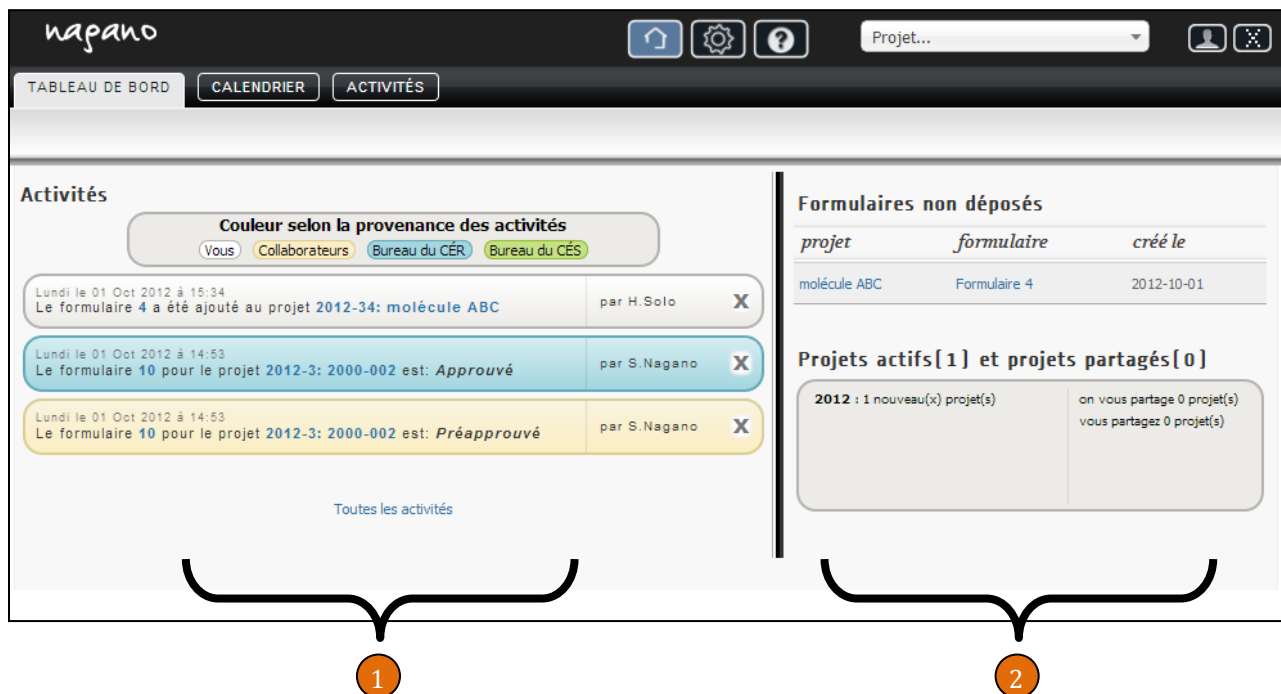 napano
Projet...
TABLEAU DE BORD
CALENDRIER
ACTIVITÉS
Activités
Couleur selon la provenance des activités
Vous Collaborateurs Bureau du CÉR Bureau du CÉS
Lundi le 01 Oct 2012 à 15:34
Le formulaire 4 a été ajouté au projet 2012-34: molécule ABC
par H.Solo X
Lundi le 01 Oct 2012 à 14:53
Le formulaire 10 pour le projet 2012-3: 2000-002 est: Approuvé
par S.Nagano X
Lundi le 01 Oct 2012 à 14:53
Le formulaire 10 pour le projet 2012-3: 2000-002 est: Préapprouvé
par S.Nagano X
Toutes les activités
Formulaires non déposés
projet formulaire créé le
molécule ABC Formulaire 4 2012-10-01
Projets actifs[1] et projets partagés[0]
2012 : 1 nouveau(x) projet(s)
on vous partage 0 projet(s)
vous partagez 0 projet(s)
1
2